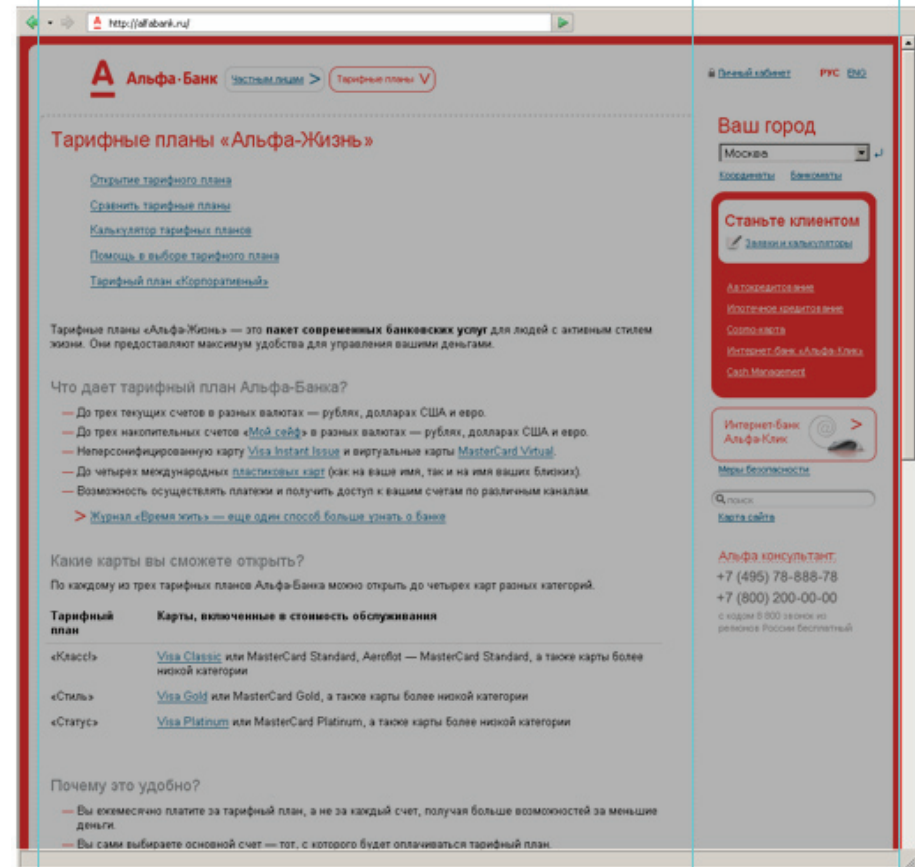 http://alfabank.ru/
Альфа-Банк Частным лицам > Тарифные планы V
Личный кабинет РУС ENG
Тарифные планы «Альфа-Жизнь»
Открытие тарифного плана
Сравнить тарифные планы
Калькулятор тарифных планов
Помощь в выборе тарифного плана
Тарифный план «Корпоративный»
Тарифные планы «Альфа-Жизнь» — это пакет современных банковских услуг для людей с активным стилем
жизни. Они предоставляют максимум удобства для управления вашими деньгами.
Что дает тарифный план Альфа-Банка?
— До трех текущих счетов в разных валютах — рублях, долларах США и евро.
— До трех накопительных счетов «Мой сейф» в разных валютах — рублях, долларах США и евро.
— Неперсонифицированную карту Visa Instant Issue и виртуальные карты MasterCard Virtual.
— До четырех международных пластиковых карт (как на ваше имя, так и на имя ваших близких).
— Возможность осуществлять платежи и получить доступ к вашим счетам по различным каналам.
> Журнал «Время жить» — еще один способ больше узнать о банке
Какие карты вы сможете открыть?
По каждому из трех тарифных планов Альфа-Банка можно открыть до четырех карт разных категорий.
Тарифный план
Карты, включенные в стоимость обслуживания
«Класс!» Visa Classic или MasterCard Standard, Aeroflot — MasterCard Standard, а также карты более
низкой категории
«Стиль» Visa Gold или MasterCard Gold, а также карты более низкой категории
«Статус» Visa Platinum или MasterCard Platinum, а также карты более низкой категории
Почему это удобно?
— Вы ежемесячно платите за тарифный план, а не за каждый счет, получая больше возможностей за меньшие
деньги.
— Вы сами выбираете основной счет — тот, с которого будет оплачиваться тарифный план.
Ваш город
Москва
Координаты Банкоматы
Станьте клиентом
Заявки и калькуляторы
Автокредитование
Ипотечное кредитование
Cosmo-карта
Интернет-банк «Альфа-Клик»
Cash Management
Интернет-банк
Альфа-Клик
@ >
Меры безопасности
поиск
Карта сайта
Альфа консультант:
+7 (495) 78-888-78
+7 (800) 200-00-00
с кодом 8 800 звонок из
регионов России бесплатный